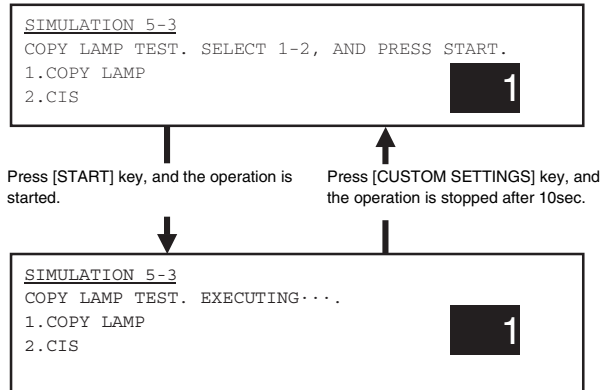 SIMULATION 5-3
COPY LAMP TEST. SELECT 1-2, AND PRESS START.
1.COPY LAMP
2.CIS
1
Press [START] key, and the operation is
started.
Press [CUSTOM SETTINGS] key, and
the operation is stopped after 10sec.
SIMULATION 5-3
COPY LAMP TEST. EXECUTING···.
1.COPY LAMP
2.CIS
1